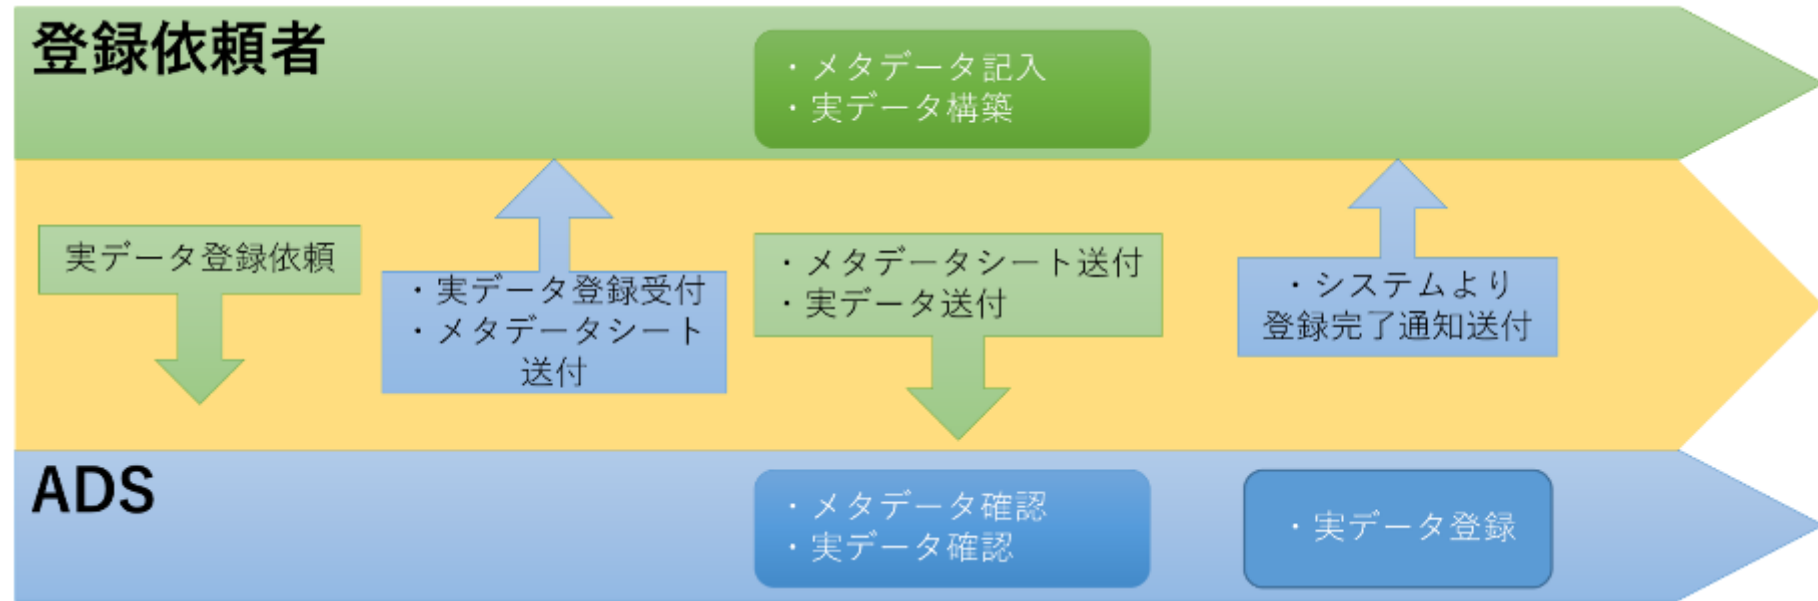 登録依頼者
・メタデータ記入
・実データ構築
実データ登録依頼
・実データ登録受付
・メタデータシート
送付
・メタデータシート送付
・実データ送付
・システムより
登録完了通知送付
ADS
・メタデータ確認
・実データ確認
・実データ登録